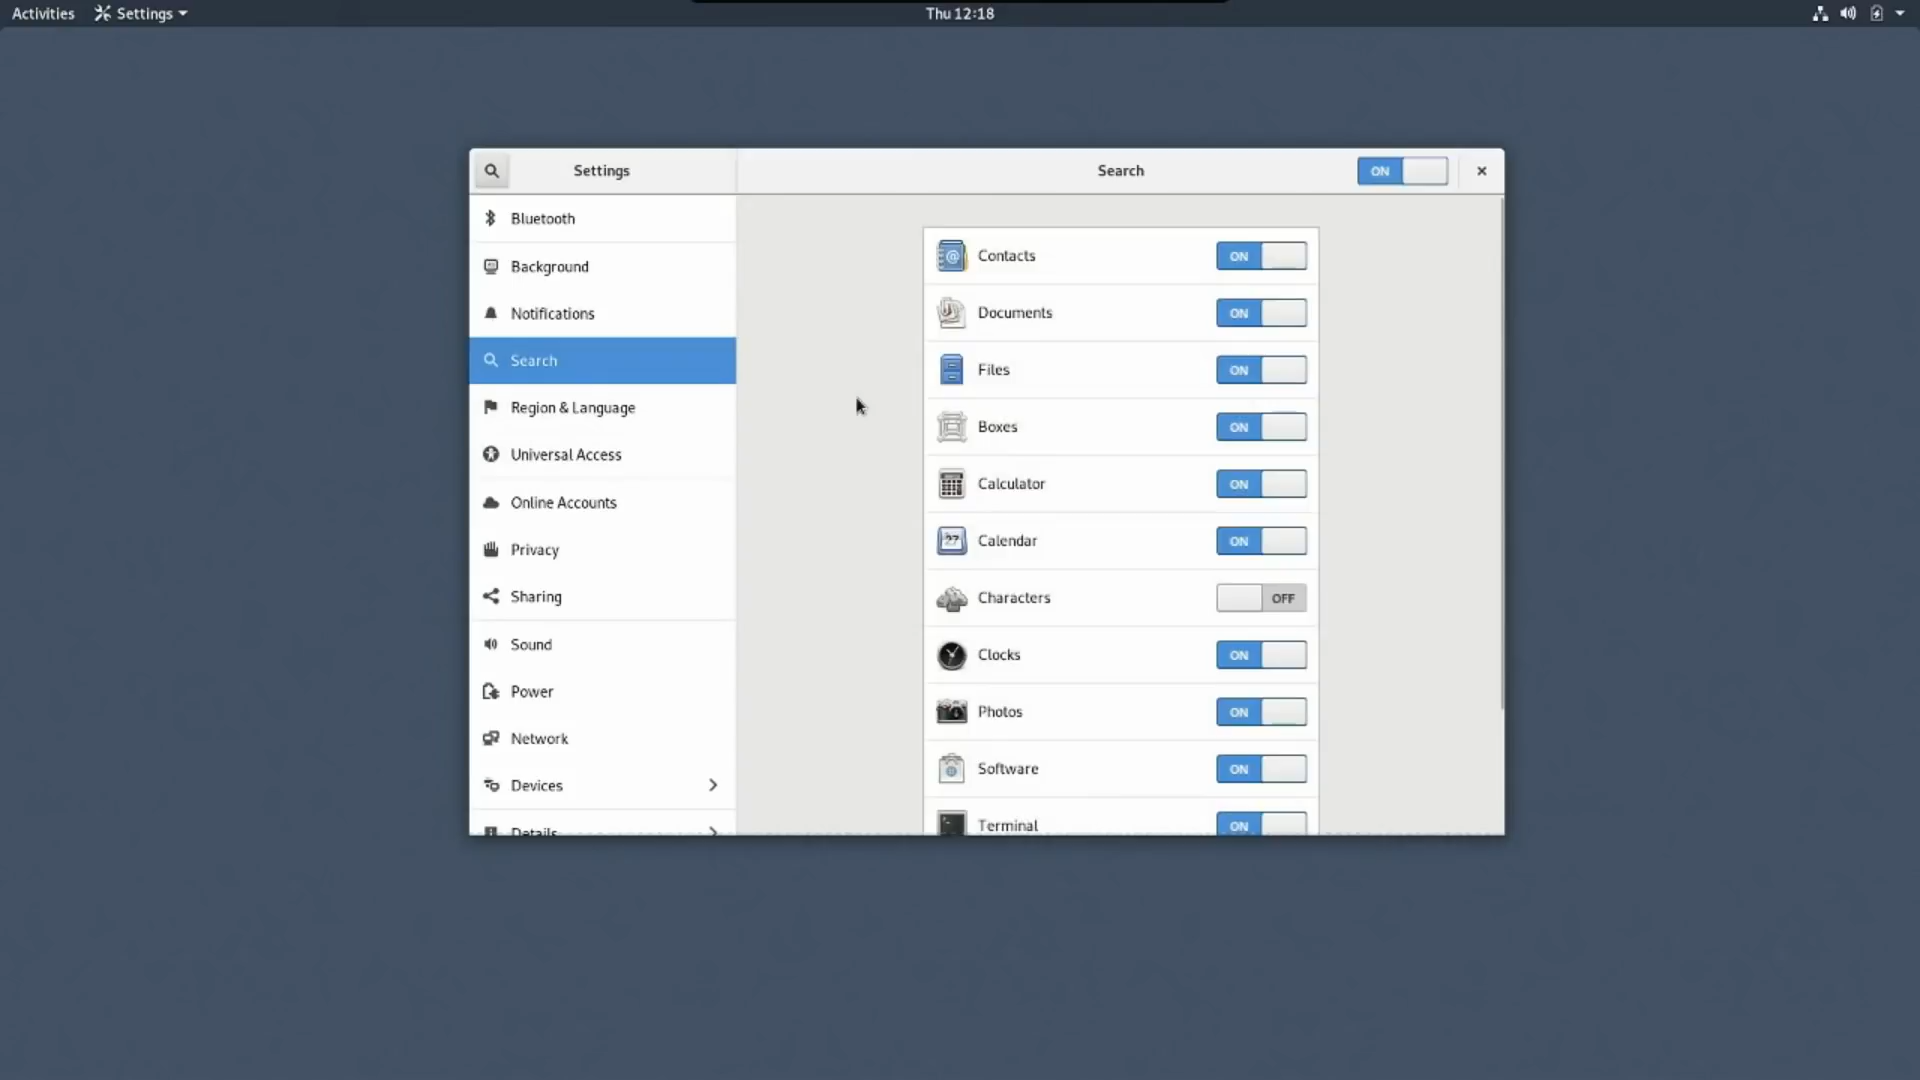 Activities Settings Thu 12:18
Settings Search ON
Bluetooth
Background
Notifications
Search
Region & Language
Universal Access
Online Accounts
Privacy
Sharing
Sound
Power
Network
Devices
Details
Contacts ON
Documents ON
Files ON
Boxes ON
Calculator ON
27 Calendar ON
Characters OFF
Clocks ON
Photos ON
Software ON
Terminal ON